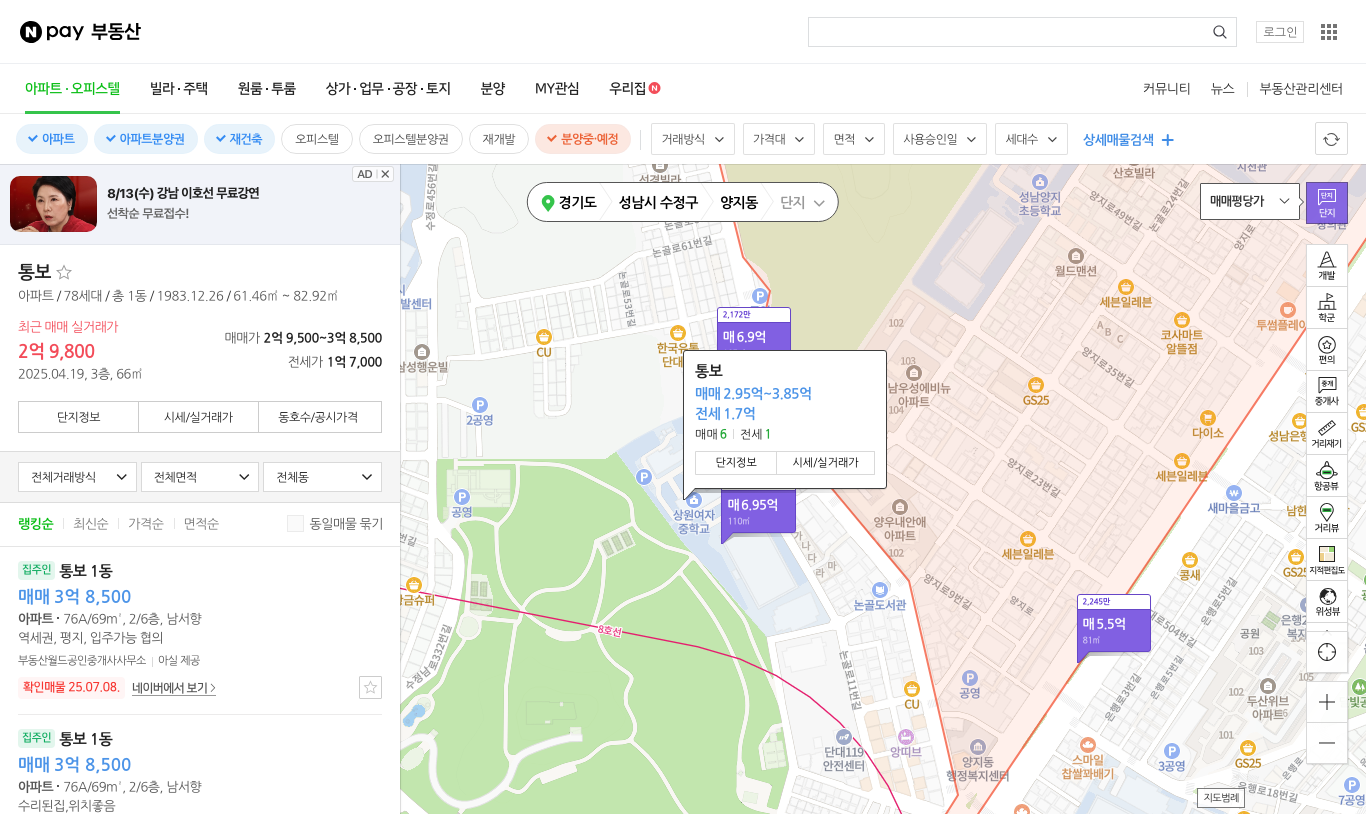 N pay 부동산
로그인
아파트·오피스텔 빌라·주택 원룸·투룸 상가·업무·공장·토지 분양 MY관심 우리집 N 커뮤니티 뉴스 부동산관리센터
아파트 아파트분양권 재건축 오피스텔 오피스텔분양권 재개발 분양중·예정 거래방식 가격대 면적 사용승인일 세대수 상세매물검색
AD
8/13(수) 강남 이호선 무료강연
선착순 무료접수!
통보
아파트 / 78세대 / 총 1동 / 1983.12.26 / 61.46㎡ ~ 82.92㎡
최근 매매 실거래가
2억 9,800
2025.04.19, 3층, 66㎡
매매가 2억 9,500~3억 8,500
전세가 1억 7,000
단지정보 시세/실거래가 동호수/공시가격
전체거래방식 전체면적 전체동
랭킹순 최신순 가격순 면적순 동일매물 묶기
집주인 통보 1동
매매 3억 8,500
아파트 · 76A/69m², 2/6층, 남서향
역세권, 평지, 입주가능 협의
부동산월드공인중개사사무소 아실 제공
확인매물 25.07.08. 네이버에서 보기
집주인 통보 1동
매매 3억 8,500
아파트 · 76A/69m², 2/6층, 남서향
수리된집,위치좋음
경기도 성남시 수정구 양지동 단지
매매평당가
단지
단지
개발
학군
편의
중개
중개사
거리재기
항공뷰
거리뷰
지적편집도
위성뷰
지도범례
수정로456번길
논골로61번길
논골로53번길
발센터
CU
한국유통
남성행운빌
2공영
2,172만
매 6.9억
통보
매매 2.95억~3.85억
전세 1.7억
매매 6 전세 1
단지정보 시세/실거래가
매 6.95억
110㎡
상원여자
중학교
공영
가
나
다
라
마
산호빌라
성남양지
초등학교
양지로49번길
양지로24번길
월드맨션
세븐일레븐
코사마트
알뜰점
A B C
102
103
104
양지로35번길
남우성에비뉴
아파트
GS25
다이소
세븐일레븐
양지로23번길
새마을금고
양우내안애
아파트
102
세븐일레븐
양지로9번길
양지로
논골도서관
콩새
GS25
은행로5번길
은행로504번길
공원
103
2,245만
매 5.5억
81㎡
은행로3번길
은행로5번길
102
두산위브
아파트
105
101
공영
3공영
GS25
7공영
은행로18번길
스마일
찹쌀꽈배기
양지동
행정복지센터
앙띠브
단대119
안전센터
CU
논골로11번길
8호선
수정남로332번길